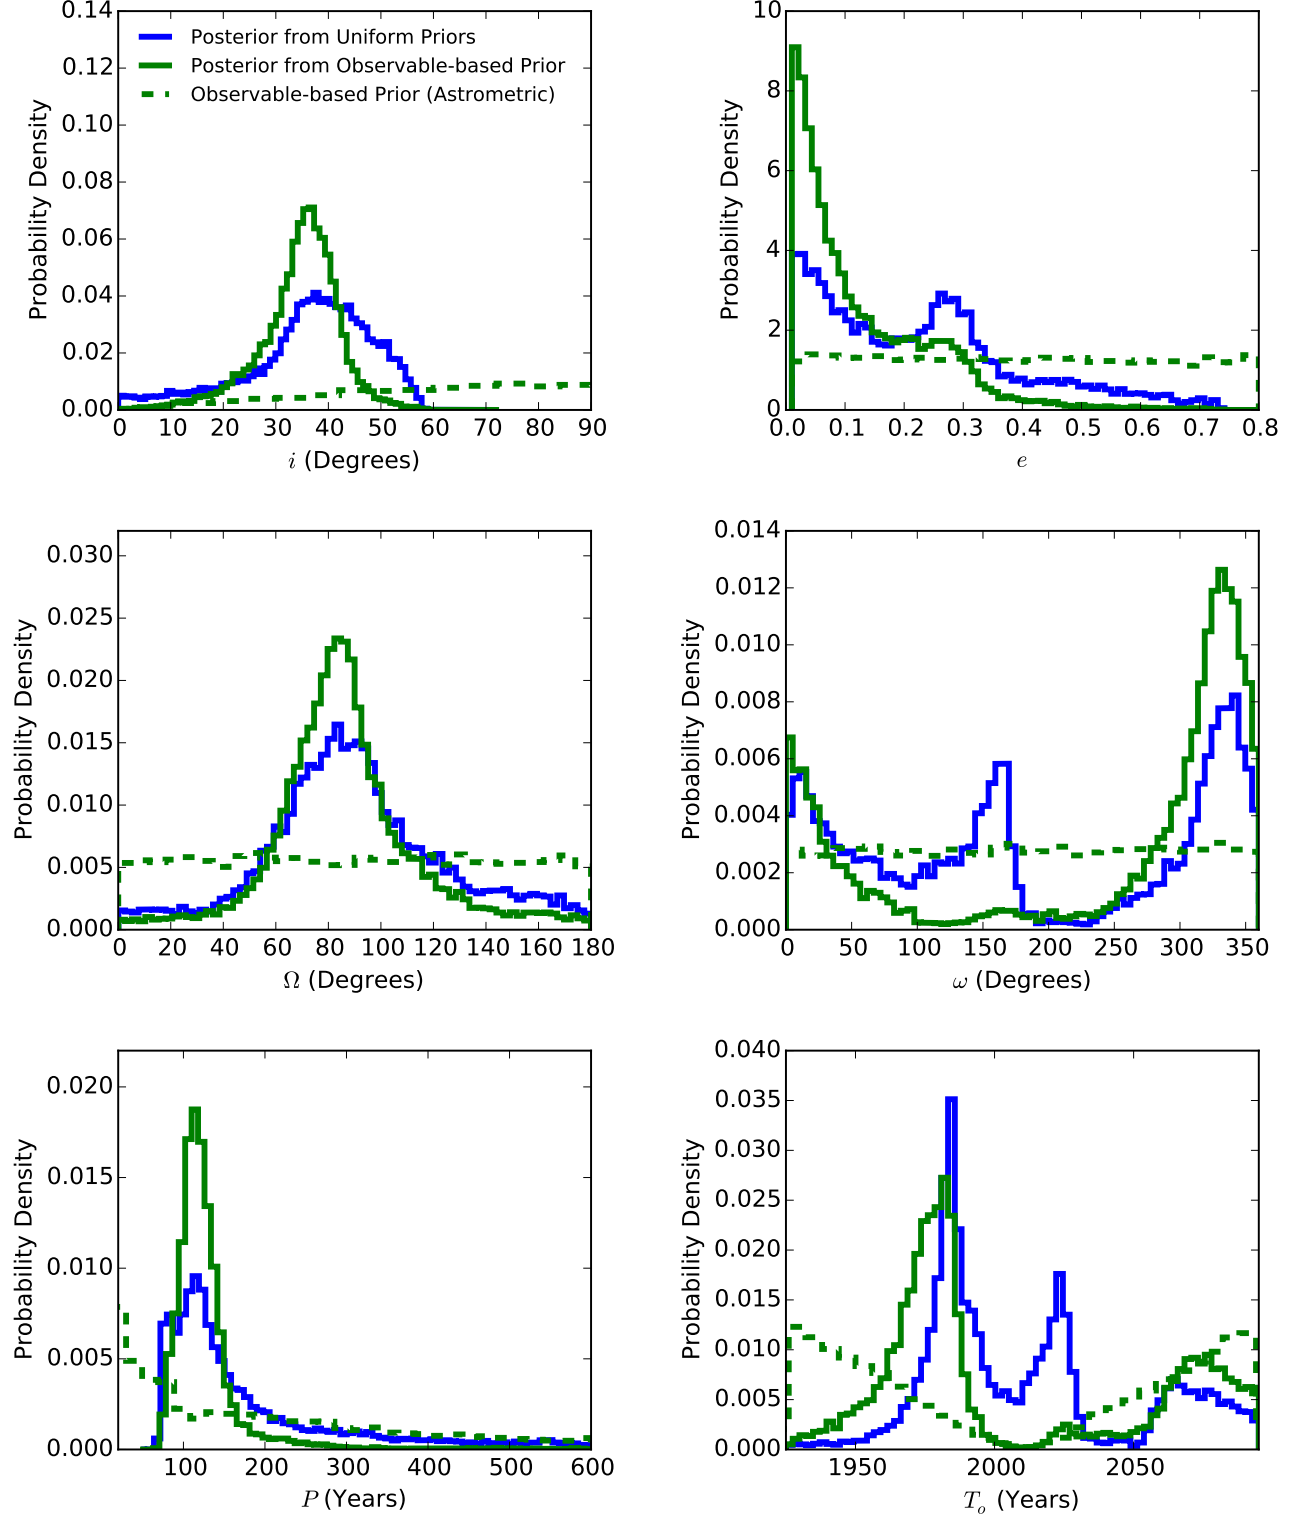 0.14
0.12
0.10
0.08
0.06
0.04
0.02
0.00
Probability Density
Posterior from Uniform Priors
Posterior from Observable-based Prior
Observable-based Prior (Astrometric)
0 10 20 30 40 50 60 70 80 90
i (Degrees)
10
8
6
4
2
0
Probability Density
0.0 0.1 0.2 0.3 0.4 0.5 0.6 0.7 0.8
e
0.030
0.025
0.020
0.015
0.010
0.005
0.000
Probability Density
0 20 40 60 80 100 120 140 160 180
Ω (Degrees)
0.014
0.012
0.010
0.008
0.006
0.004
0.002
0.000
Probability Density
0 50 100 150 200 250 300 350
ω (Degrees)
0.020
0.015
0.010
0.005
0.000
Probability Density
100 200 300 400 500 600
P (Years)
0.040
0.035
0.030
0.025
0.020
0.015
0.010
0.005
0.000
Probability Density
1950 2000 2050
T_o (Years)